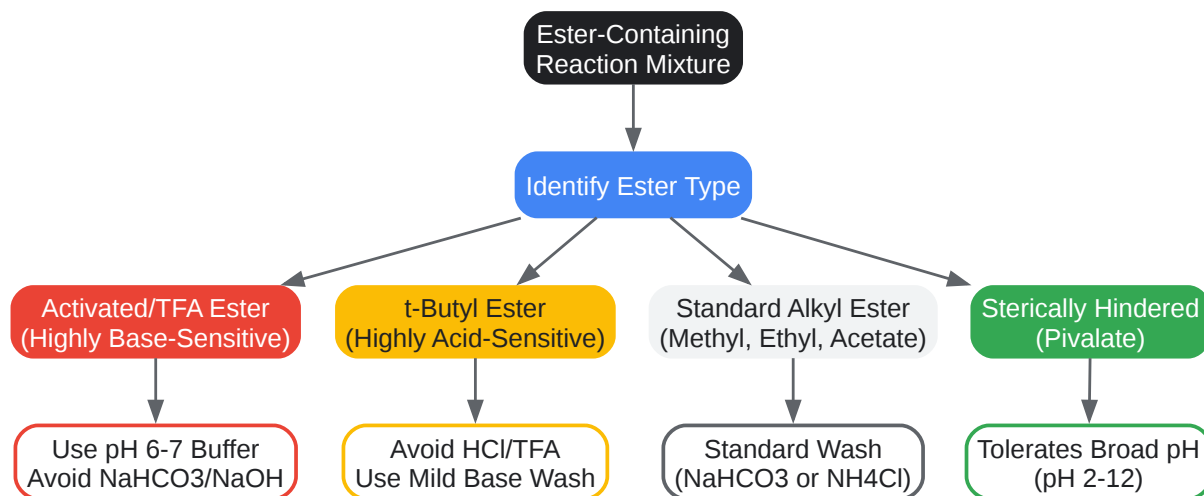 Ester-Containing
Reaction Mixture
Identify Ester Type
Activated/TFA Ester
(Highly Base-Sensitive)
t-Butyl Ester
(Highly Acid-Sensitive)
Standard Alkyl Ester
(Methyl, Ethyl, Acetate)
Sterically Hindered
(Pivalate)
Use pH 6-7 Buffer
Avoid NaHCO3/NaOH
Avoid HCl/TFA
Use Mild Base Wash
Standard Wash
(NaHCO3 or NH4Cl)
Tolerates Broad pH
(pH 2-12)